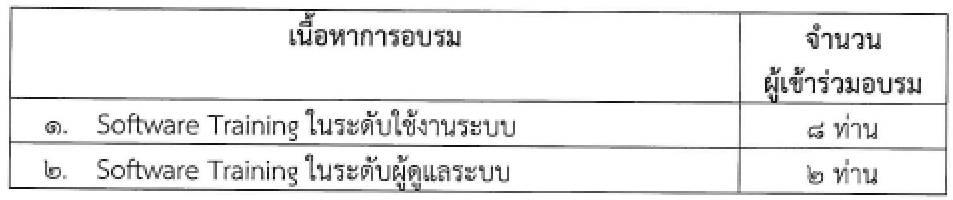 เนื้อหาการอบรม
จำนวน
ผู้เข้าร่วมอบรม
๑. Software Training ในระดับใช้งานระบบ ๘ ท่าน
๒. Software Training ในระดับผู้ดูแลระบบ ๒ ท่าน